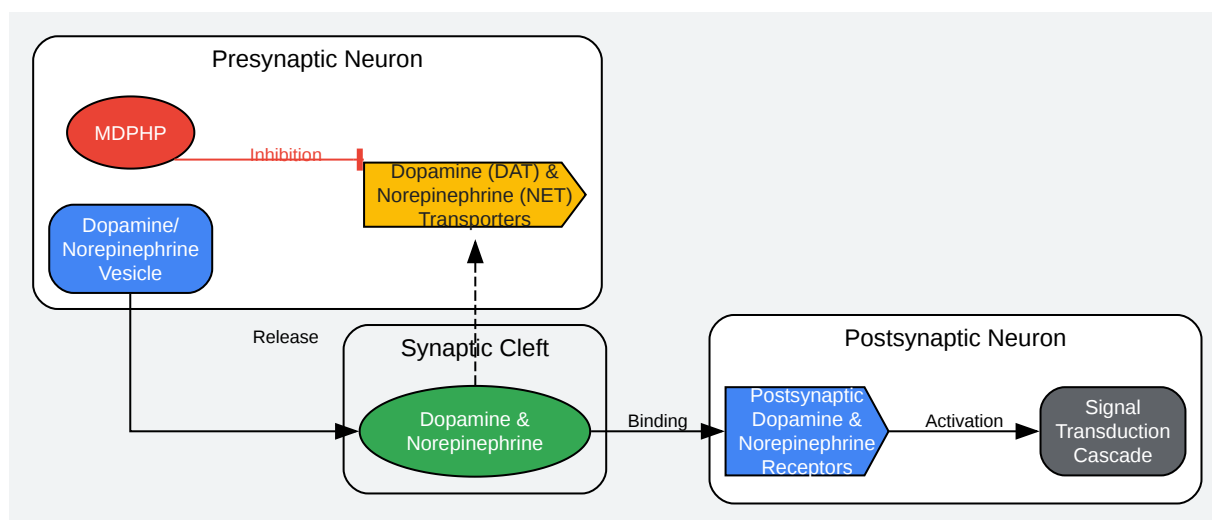 Presynaptic Neuron
MDPHP
Inhibition
Dopamine (DAT) &
Norepinephrine (NET)
Transporters
Dopamine/
Norepinephrine
Vesicle
Release
Synaptic Cleft
Dopamine &
Norepinephrine
Binding
Postsynaptic Neuron
Postsynaptic
Dopamine &
Norepinephrine
Receptors
Activation
Signal
Transduction
Cascade